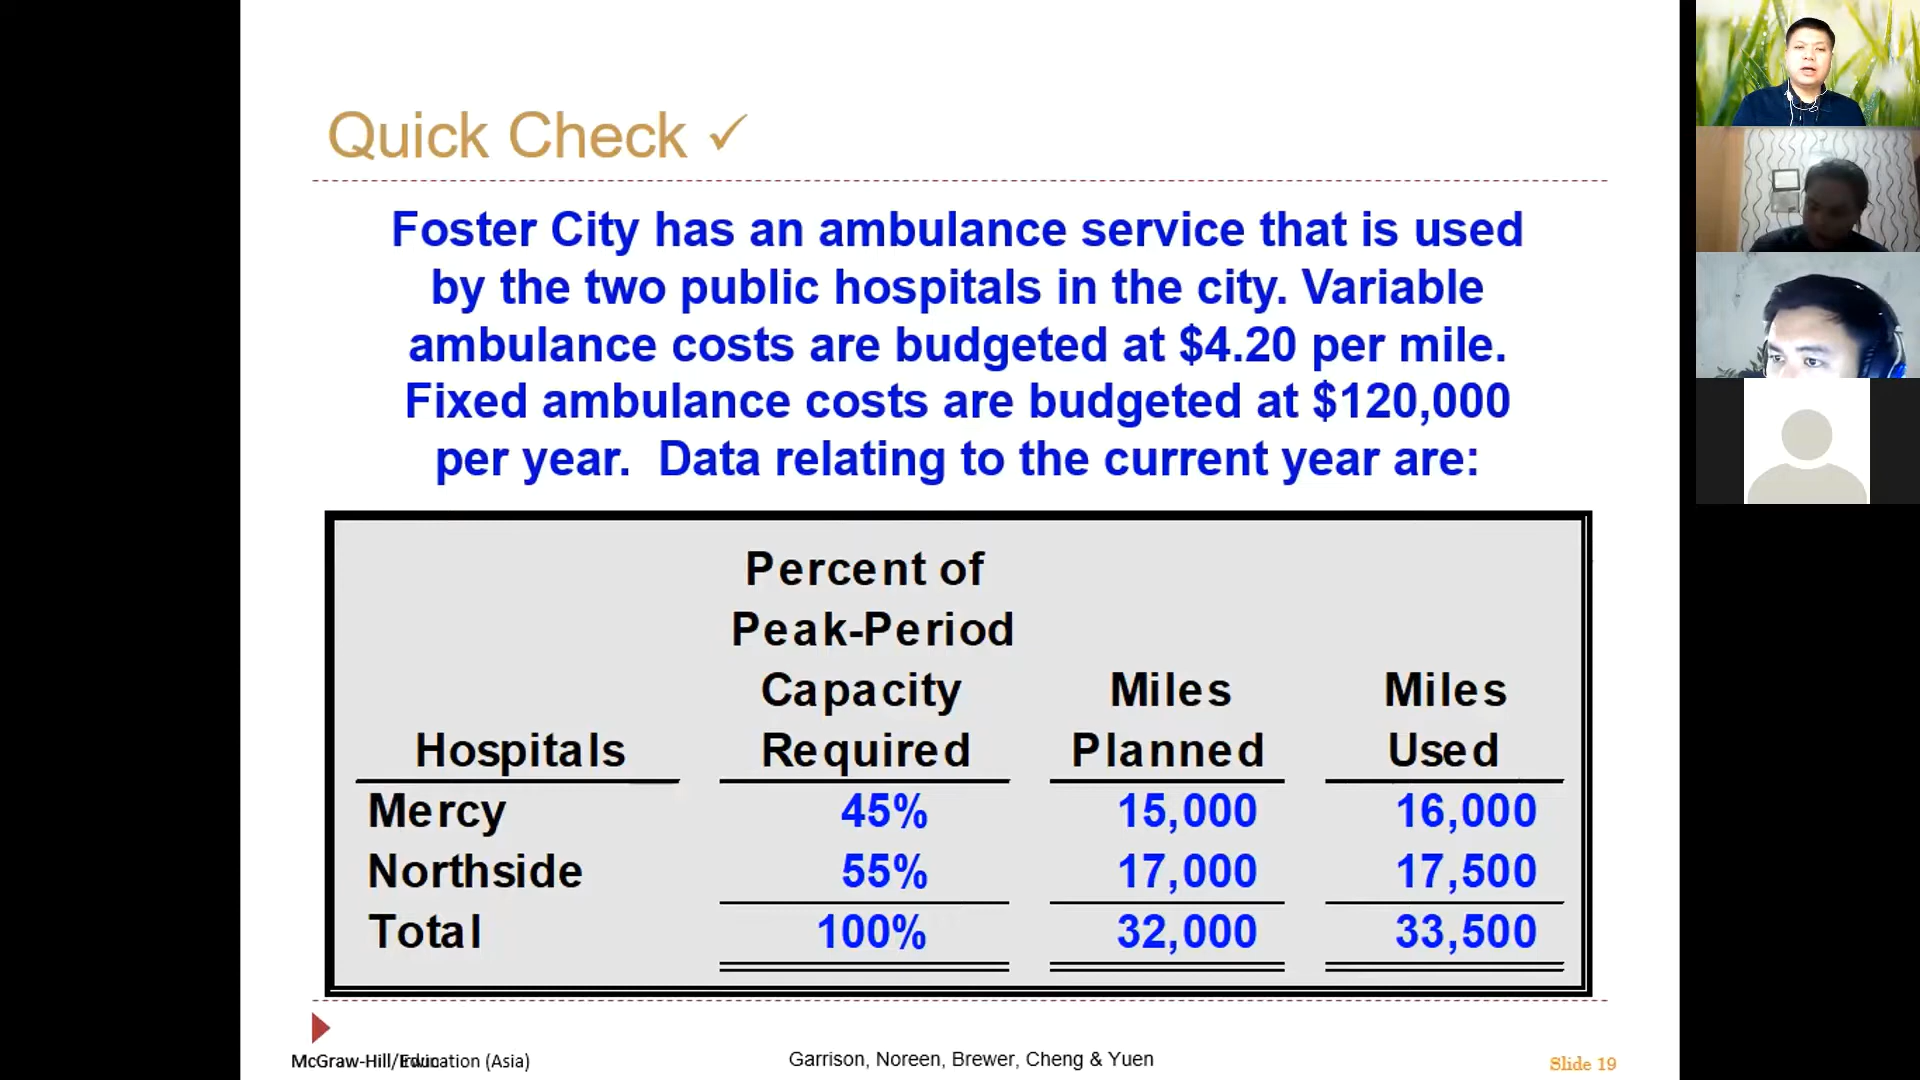 Quick Check ✓
Foster City has an ambulance service that is used
by the two public hospitals in the city. Variable
ambulance costs are budgeted at $4.20 per mile.
Fixed ambulance costs are budgeted at $120,000
per year. Data relating to the current year are:
Percent of
Peak-Period
Capacity Miles Miles
Hospitals Required Planned Used
Mercy 45% 15,000 16,000
Northside 55% 17,000 17,500
Total 100% 32,000 33,500
McGraw-Hill/Education (Asia)
Garrison, Noreen, Brewer, Cheng & Yuen
Slide 19